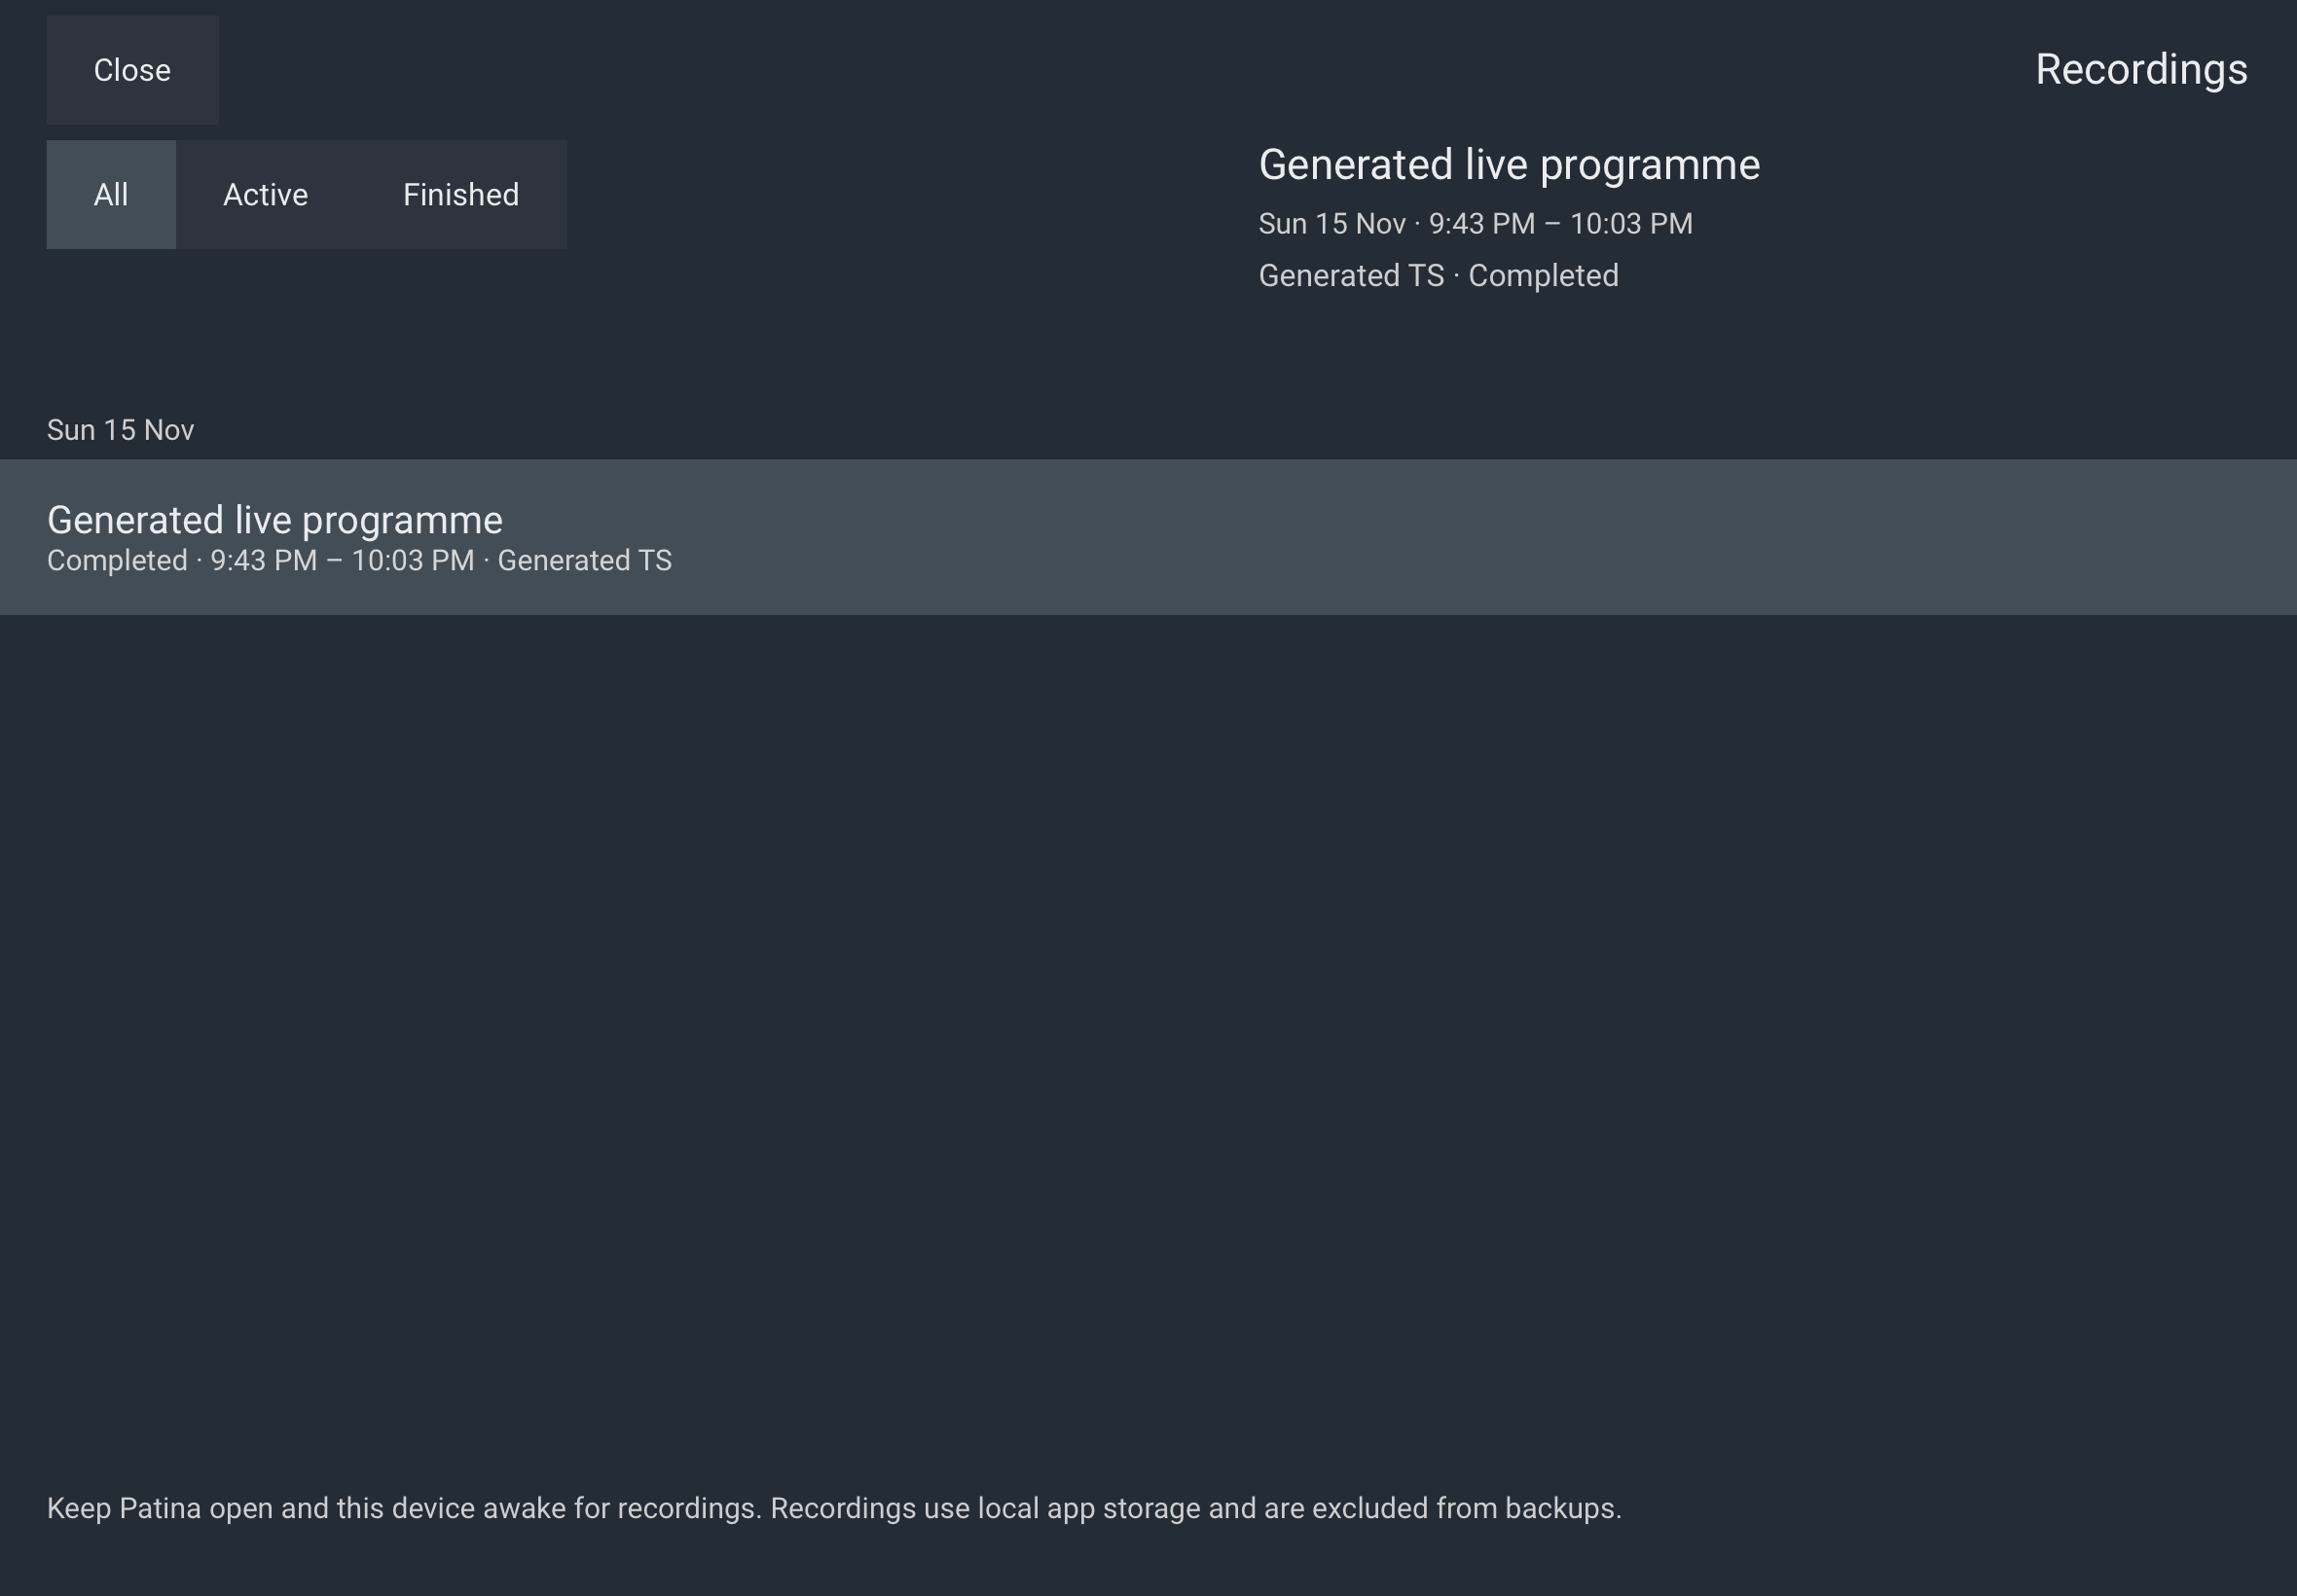 Close
Recordings
All
Active
Finished
Generated live programme
Sun 15 Nov · 9:43 PM – 10:03 PM
Generated TS · Completed
Sun 15 Nov
Generated live programme
Completed · 9:43 PM – 10:03 PM · Generated TS
Keep Patina open and this device awake for recordings. Recordings use local app storage and are excluded from backups.